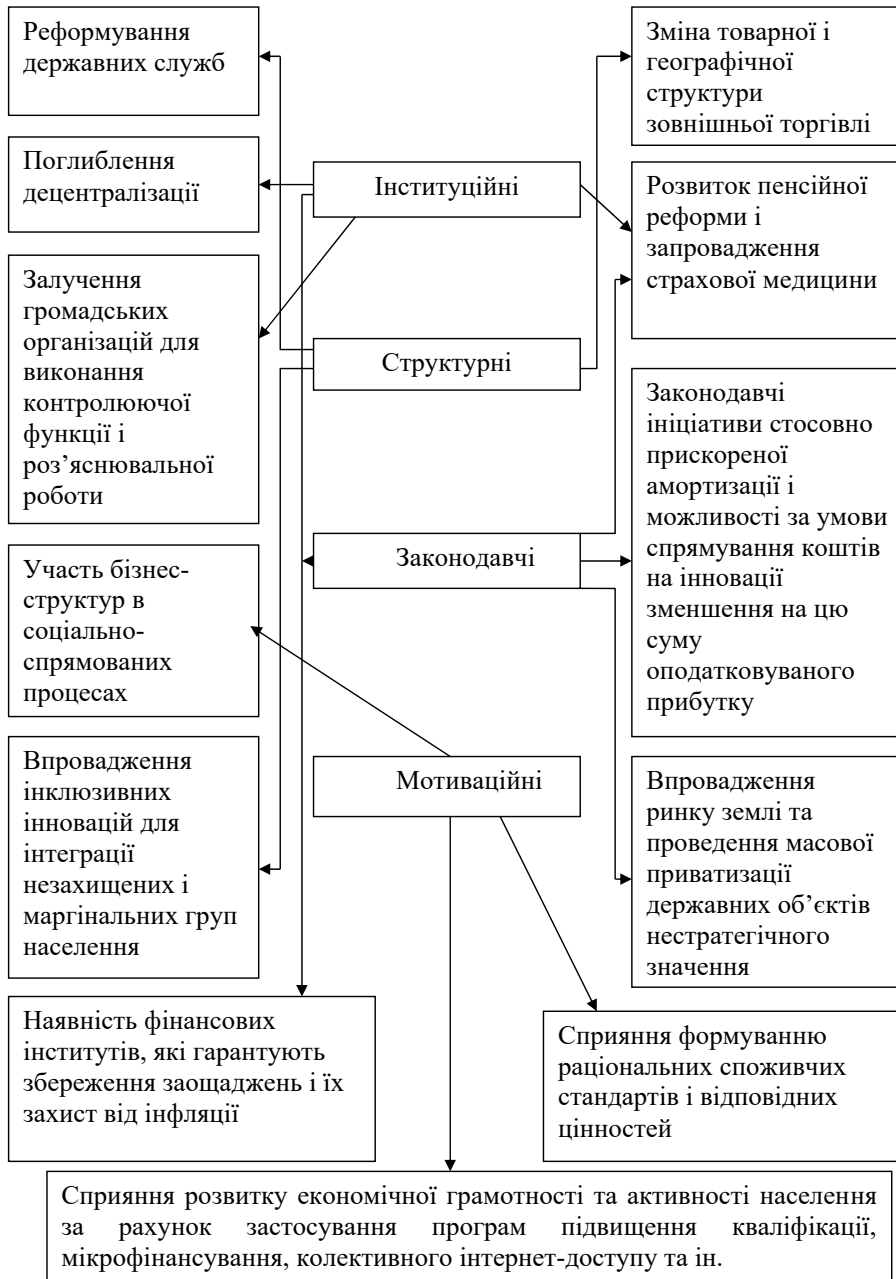 Реформування
державних служб
Поглиблення
децентралізації
Залучення
громадських
організацій для
виконання
контролюючої
функції і
роз’яснювальної
роботи
Участь бізнес-
структур в
соціально-
спрямованих
процесах
Впровадження
інклюзивних
інновацій для
інтеграції
незахищених і
маргінальних груп
населення
Інституційні
Структурні
Законодавчі
Мотиваційні
Зміна товарної і
географічної
структури
зовнішньої торгівлі
Розвиток пенсійної
реформи і
запровадження
страхової медицини
Законодавчі
ініціативи стосовно
прискореної
амортизації і
можливості за умови
спрямування коштів
на інновації
зменшення на цю
суму
оподатковуваного
прибутку
Впровадження
ринку землі та
проведення масової
приватизації
державних об’єктів
нестратегічного
значення
Наявність фінансових
інститутів, які гарантують
збереження заощаджень і їх
захист від інфляції
Сприяння формуванню
раціональних споживчих
стандартів і відповідних
цінностей
Сприяння розвитку економічної грамотності та активності населення
за рахунок застосування програм підвищення кваліфікації,
мікрофінансування, колективного інтернет-доступу та ін.